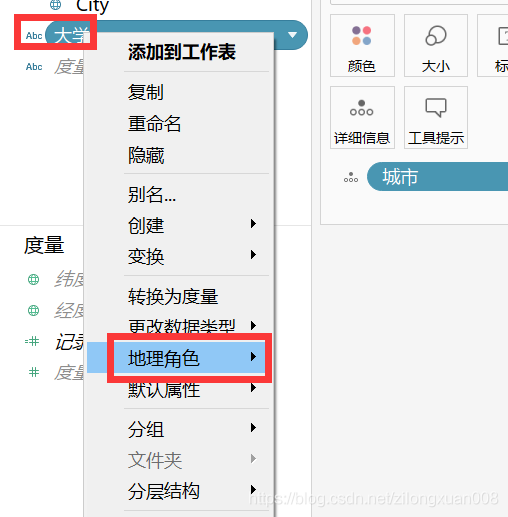 City
Abc 大学
Abc 度量
添加到工作表
复制
重命名
隐藏
别名...
创建
变换
转换为度量
更改数据类型
地理角色
默认属性
分组
文件夹
分层结构
度量
纬度
经度
记录
度量
颜色
大小
标
详细信息
工具提示
城市
https://blog.csdn.net/zilongxuan008